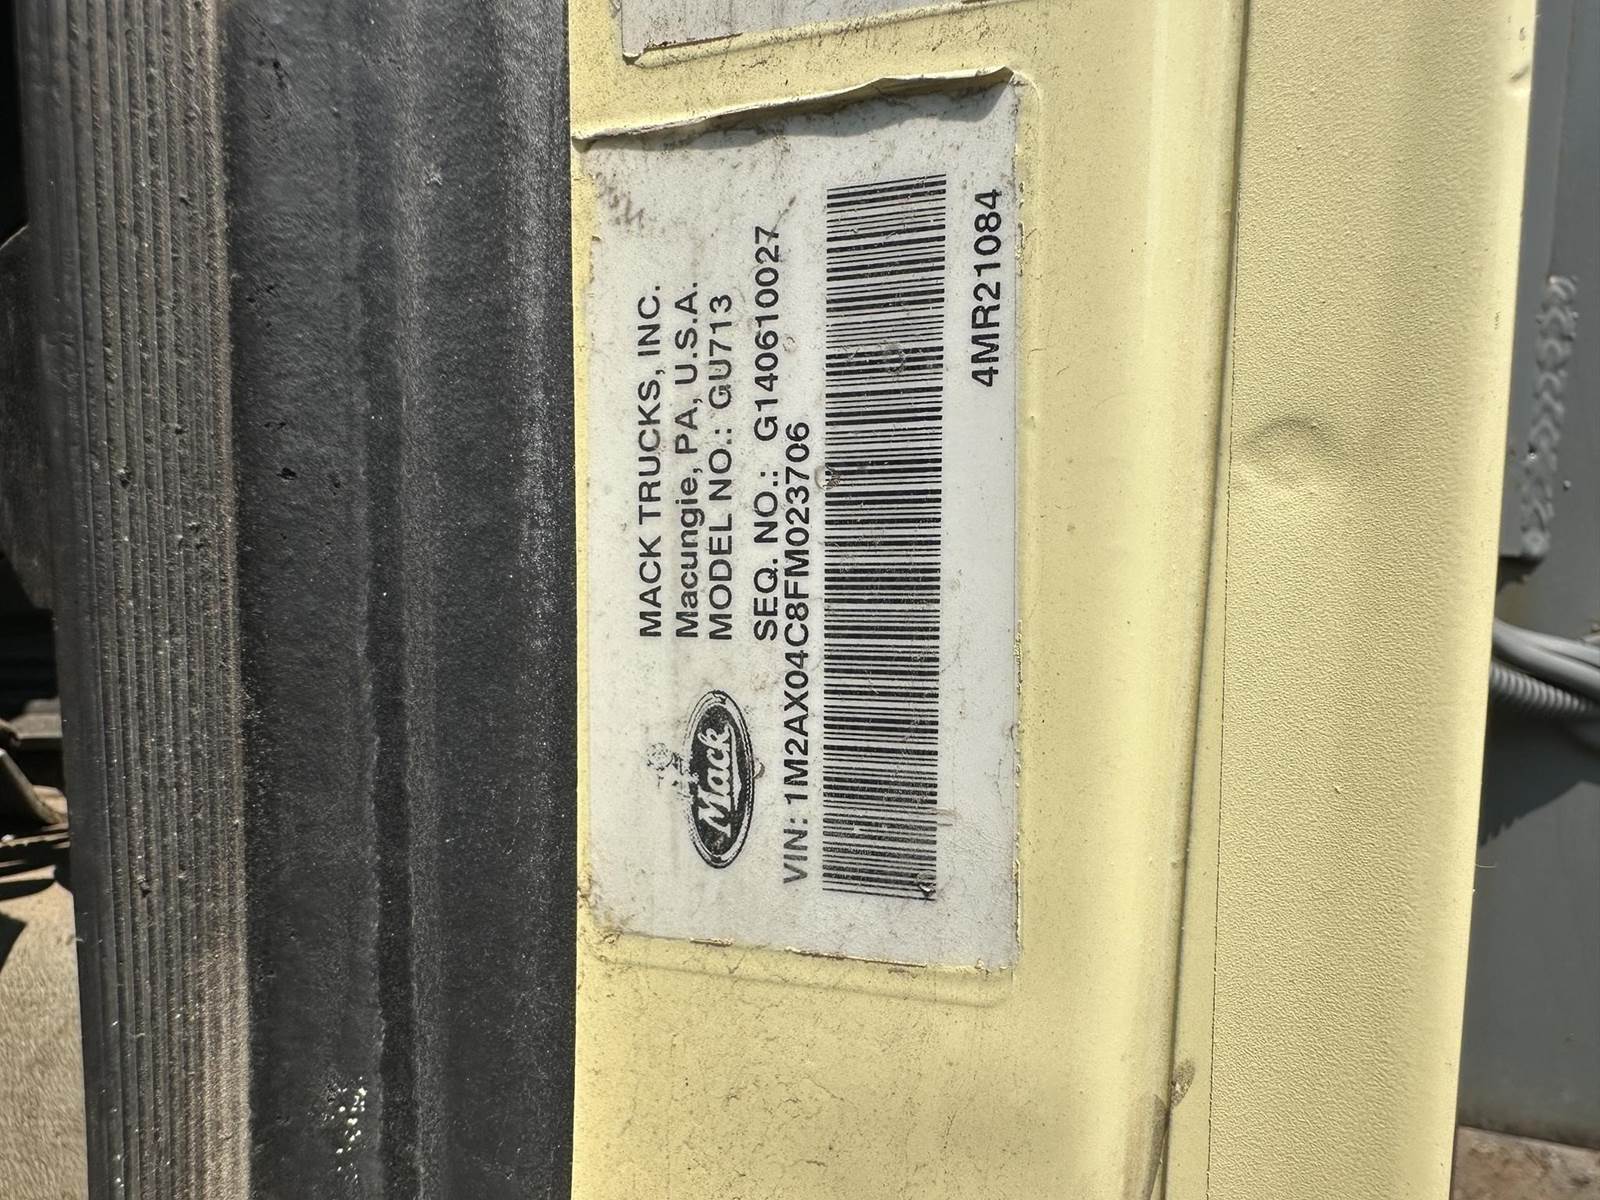 MACK TRUCKS, INC.
Macungie, PA, U.S.A.
MODEL NO.: GU713
SEQ. NO.: G140610027
Mack
VIN: 1M2AX04C8FM023706
4MR21084